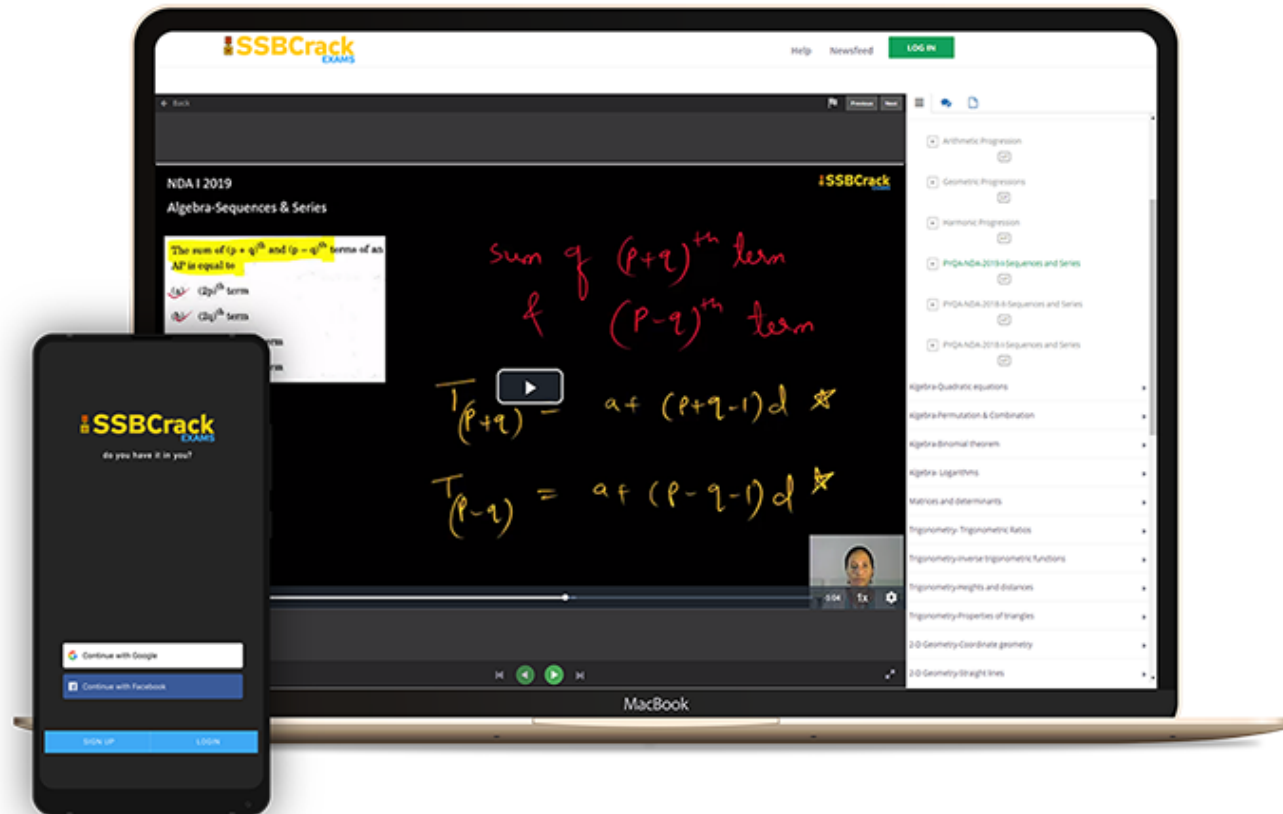 SSBCrack
EXAMS
Help Newsfeed LOG IN
Back
Previous Next
NDA I 2019
SSBCrack
Algebra-Sequences & Series
The sum of (p + q)th and (p – q)th terms of an
AP is equal to
(a) (2p)th term
(b) (2q)th term
term
term
sum of (p+q)th term
& (p-q)th term
T(p+q) = a+ (p+q-1)d
T(p-q) = a+ (p-q-1)d
1x
Arithmetic Progression
Geometric Progressions
Harmonic Progression
PYQA-NDA-2019-I-Sequences and Series
PYQA-NDA-2018-II-Sequences and Series
PYQA-NDA-2018-I-Sequences and Series
Algebra-Quadratic equations
Algebra-Permutation & Combination
Algebra-Binomial theorem
Algebra- Logarithms
Matrices and determinants
Trigonometry- Trigonometric Ratios
Trigonometry-Inverse trigonometric functions
Trigonometry-Heights and distances
Trigonometry-Properties of triangles
2-D Geometry-Coordinate geometry
2-D Geometry-Straight lines
MacBook
SSBCrack
EXAMS
do you have it in you?
Continue with Google
Continue with Facebook
SIGN UP LOGIN